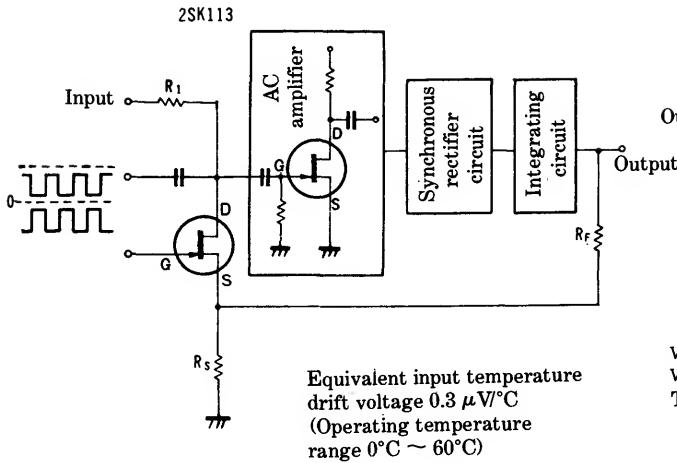 2SK113
AC
amplifier
R1
Input
D
G
S
D
G
S
0
Synchronous
rectifier
circuit
Integrating
circuit
Ou
Output
RF
RS
Equivalent input temperature
drift voltage 0.3 μV/°C
(Operating temperature
range 0°C ~ 60°C)
V
V
T